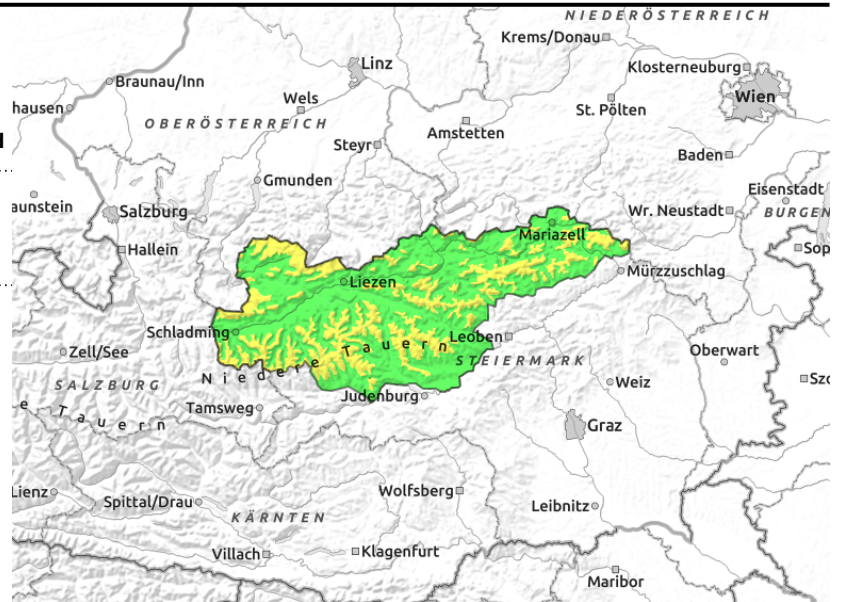 NIEDERÖSTERREICH
Krems/Donau
Linz
Klosterneuburg
Braunau/Inn
Wien
Wels
hausen
St. Pölten
OBERÖSTERREICH
Amstetten
Steyr
Baden
Gmunden
Eisenstadt
aunstein
Salzburg
Wr. Neustadt
BURGEN
Mariazell
Hallein
Sop
Mürzzuschlag
Liezen
Schladming
Leoben
Zell/See
Niedere Tauern
STEIERMARK
Oberwart
SALZBURG
Weiz
Szo
e Tauern
Tamsweg
Judenburg
Graz
Lienz
Spittal/Drau
Wolfsberg
Leibnitz
KÄRNTEN
Villach
Klagenfurt
Maribor